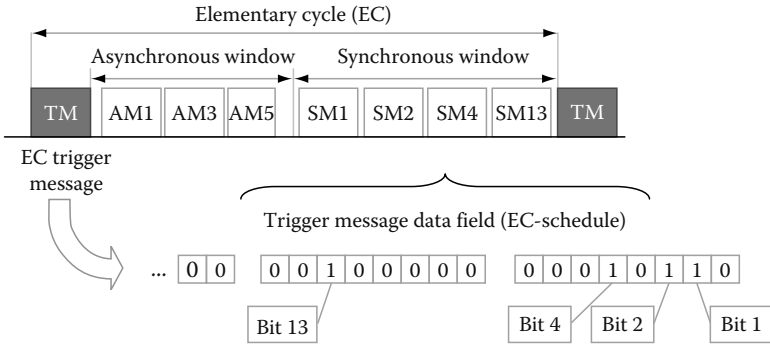 Elementary cycle (EC)
Asynchronous window Synchronous window
TM AM1 AM3 AM5 SM1 SM2 SM4 SM13 TM
EC trigger
message
Trigger message data field (EC-schedule)
... 0 0 0 0 1 0 0 0 0 0 0 0 0 1 0 1 1 0
Bit 13 Bit 4 Bit 2 Bit 1